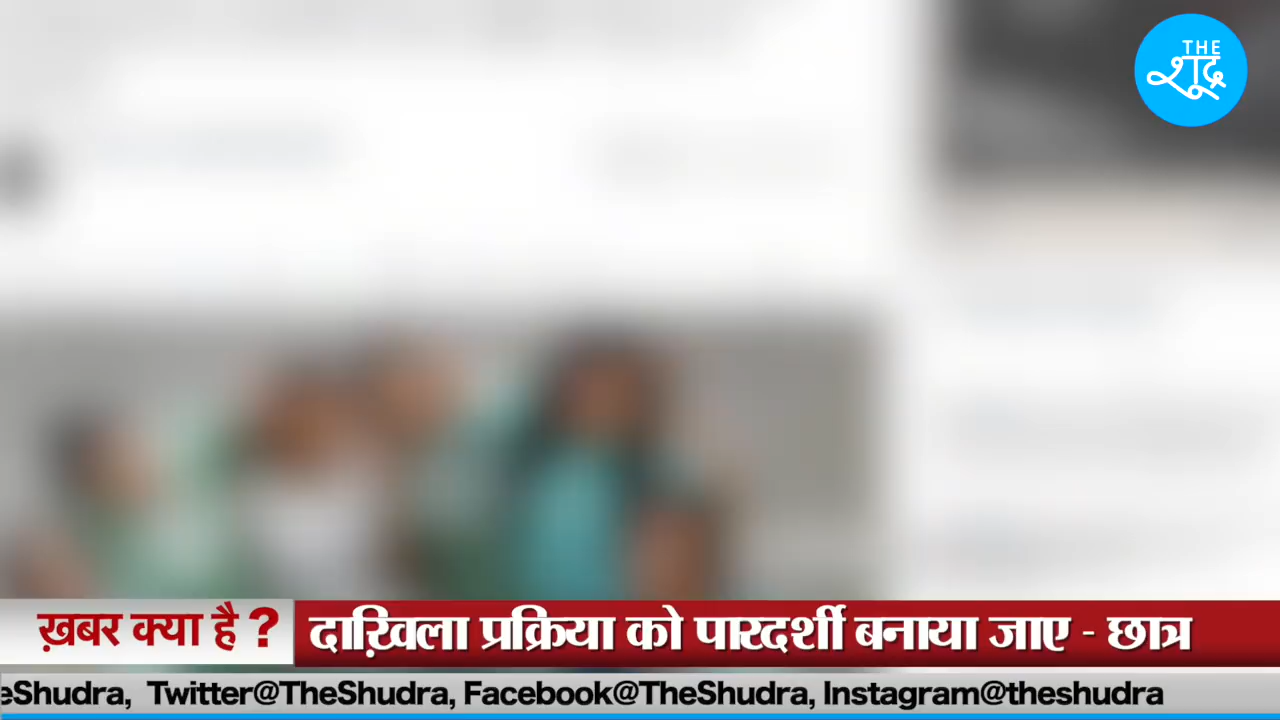 THE
शूद्र
ख़बर क्या है ?
दाख़िला प्रक्रिया को पारदर्शी बनाया जाए - छात्र
eShudra, Twitter@TheShudra, Facebook@TheShudra, Instagram@theshudra